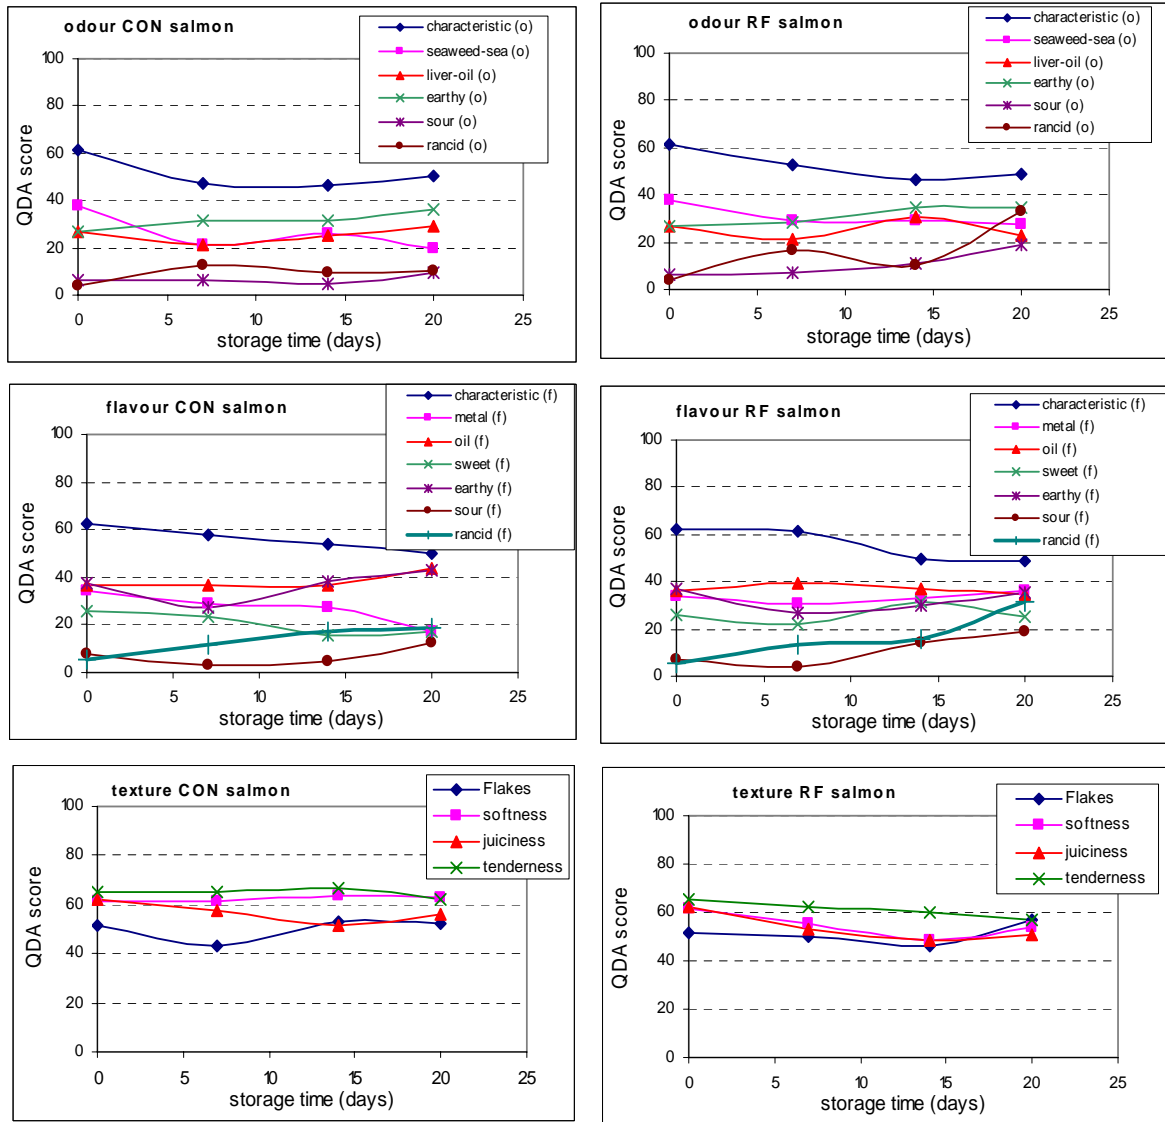 odour CON salmon
characteristic (o)
seaweed-sea (o)
liver-oil (o)
earthy (o)
sour (o)
rancid (o)
QDA score
100
80
60
40
20
0
0 5 10 15 20 25
storage time (days)
odour RF salmon
characteristic (o)
seaweed-sea (o)
liver-oil (o)
earthy (o)
sour (o)
rancid (o)
QDA score
100
80
60
40
20
0
0 5 10 15 20 25
storage time (days)
flavour CON salmon
characteristic (f)
metal (f)
oil (f)
sweet (f)
earthy (f)
sour (f)
rancid (f)
QDA score
100
80
60
40
20
0
0 5 10 15 20 25
storage time (days)
flavour RF salmon
characteristic (f)
metal (f)
oil (f)
sweet (f)
earthy (f)
sour (f)
rancid (f)
QDA score
100
80
60
40
20
0
0 5 10 15 20 25
storage time (days)
texture CON salmon
Flakes
softness
juiciness
tenderness
QDA score
100
80
60
40
20
0
0 5 10 15 20 25
storage time (days)
texture RF salmon
Flakes
softness
juiciness
tenderness
QDA score
100
80
60
40
20
0
0 5 10 15 20 25
storage time (days)